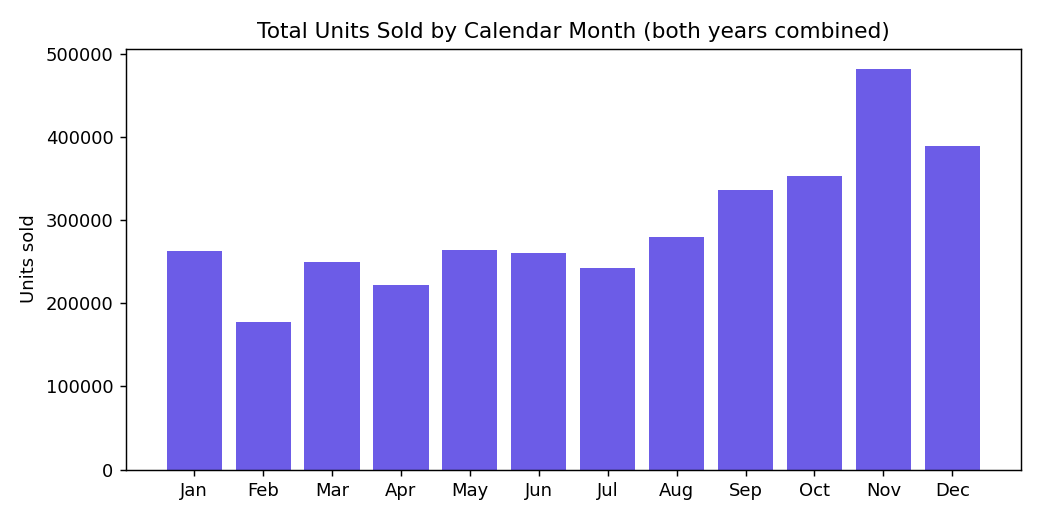 Total Units Sold by Calendar Month (both years combined)
Units sold
500000
400000
300000
200000
100000
0
Jan Feb Mar Apr May Jun Jul Aug Sep Oct Nov Dec